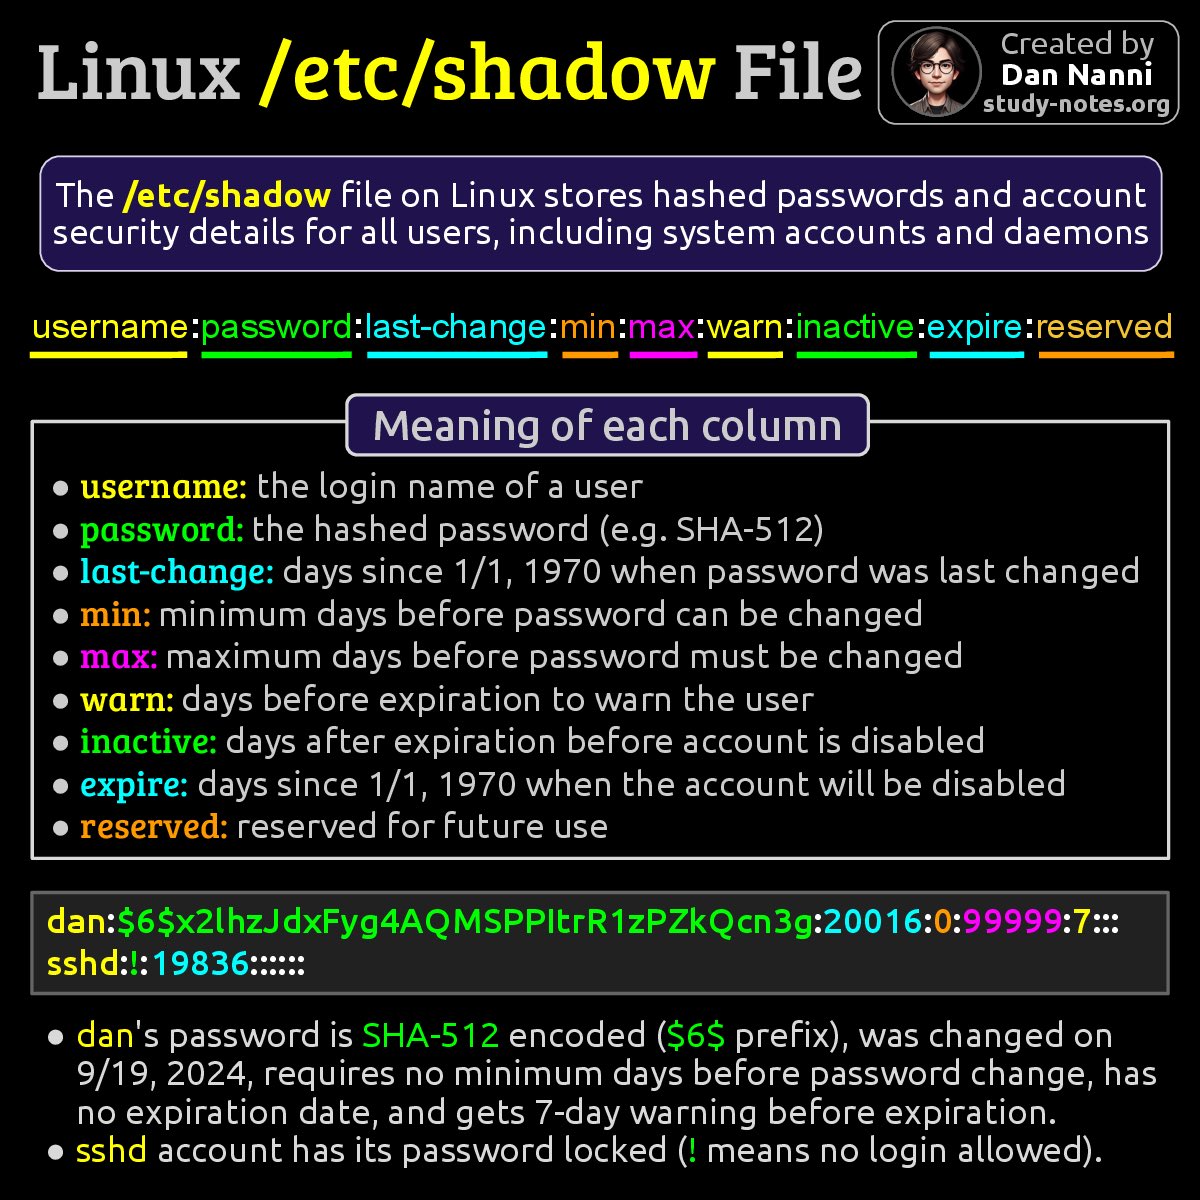 Linux /etc/shadow File
Created by
Dan Nanni
study-notes.org
The /etc/shadow file on Linux stores hashed passwords and account
security details for all users, including system accounts and daemons
username:password:last-change:min:max:warn:inactive:expire:reserved
Meaning of each column
● username: the login name of a user
● password: the hashed password (e.g. SHA-512)
● last-change: days since 1/1, 1970 when password was last changed
● min: minimum days before password can be changed
● max: maximum days before password must be changed
● warn: days before expiration to warn the user
● inactive: days after expiration before account is disabled
● expire: days since 1/1, 1970 when the account will be disabled
● reserved: reserved for future use
dan:$6$x2lhzJdxFyg4AQMSPPItrR1zPZkQcn3g:20016:0:99999:7:::
sshd:!:19836::::::
● dan's password is SHA-512 encoded ($6$ prefix), was changed on
9/19, 2024, requires no minimum days before password change, has
no expiration date, and gets 7-day warning before expiration.
● sshd account has its password locked (! means no login allowed).